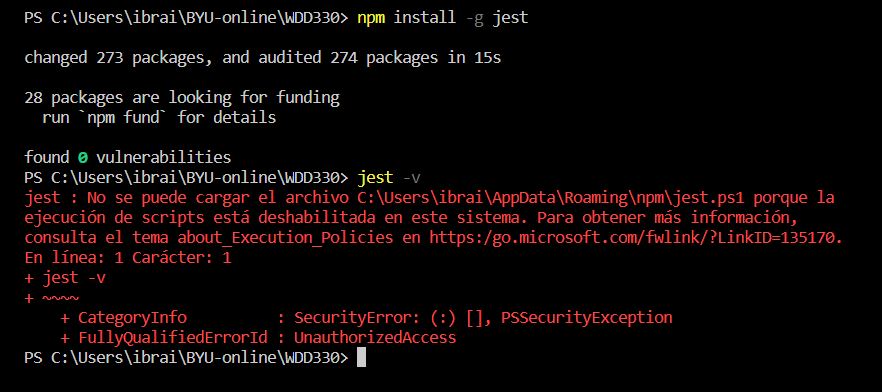 PS C:\Users\ibrai\BYU-online\WDD330> npm install -g jest
changed 273 packages, and audited 274 packages in 15s
28 packages are looking for funding
  run `npm fund` for details
found 0 vulnerabilities
PS C:\Users\ibrai\BYU-online\WDD330> jest -v
jest : No se puede cargar el archivo C:\Users\ibrai\AppData\Roaming\npm\jest.ps1 porque la
ejecución de scripts está deshabilitada en este sistema. Para obtener más información,
consulta el tema about_Execution_Policies en https:/go.microsoft.com/fwlink/?LinkID=135170.
En línea: 1 Carácter: 1
+ jest -v
+ ~~~~
    + CategoryInfo          : SecurityError: (:) [], PSSecurityException
    + FullyQualifiedErrorId : UnauthorizedAccess
PS C:\Users\ibrai\BYU-online\WDD330>